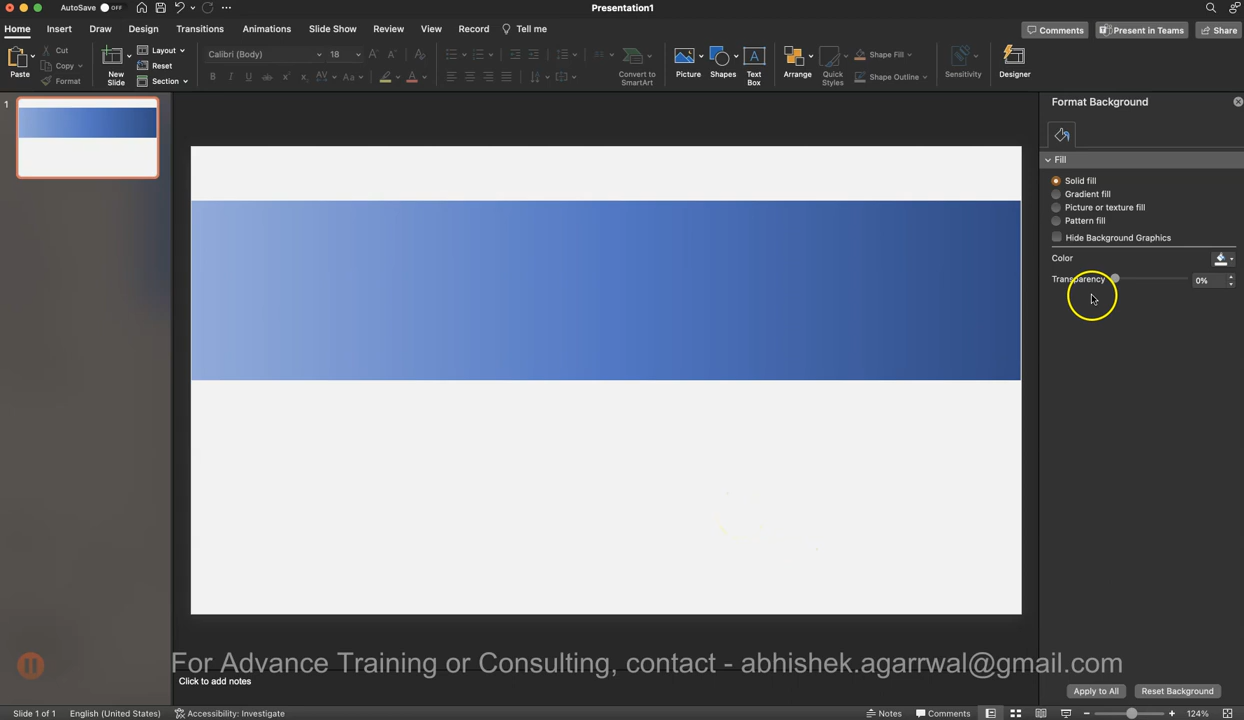 AutoSave OFF
Presentation1
Home Insert Draw Design Transitions Animations Slide Show Review View Record Tell me
Comments Present in Teams Share
Paste
Cut
Copy
Format
New Slide
Layout
Reset
Section
Calibri (Body) 18
Convert to SmartArt
Picture
Shapes
Text Box
Arrange
Quick Styles
Shape Fill
Shape Outline
Sensitivity
Designer
1
Format Background
Fill
Solid fill
Gradient fill
Picture or texture fill
Pattern fill
Hide Background Graphics
Color
Transparency 0%
For Advance Training or Consulting, contact - abhishek.agarrwal@gmail.com
Click to add notes
Apply to All Reset Background
Slide 1 of 1 English (United States) Accessibility: Investigate Notes Comments 124%